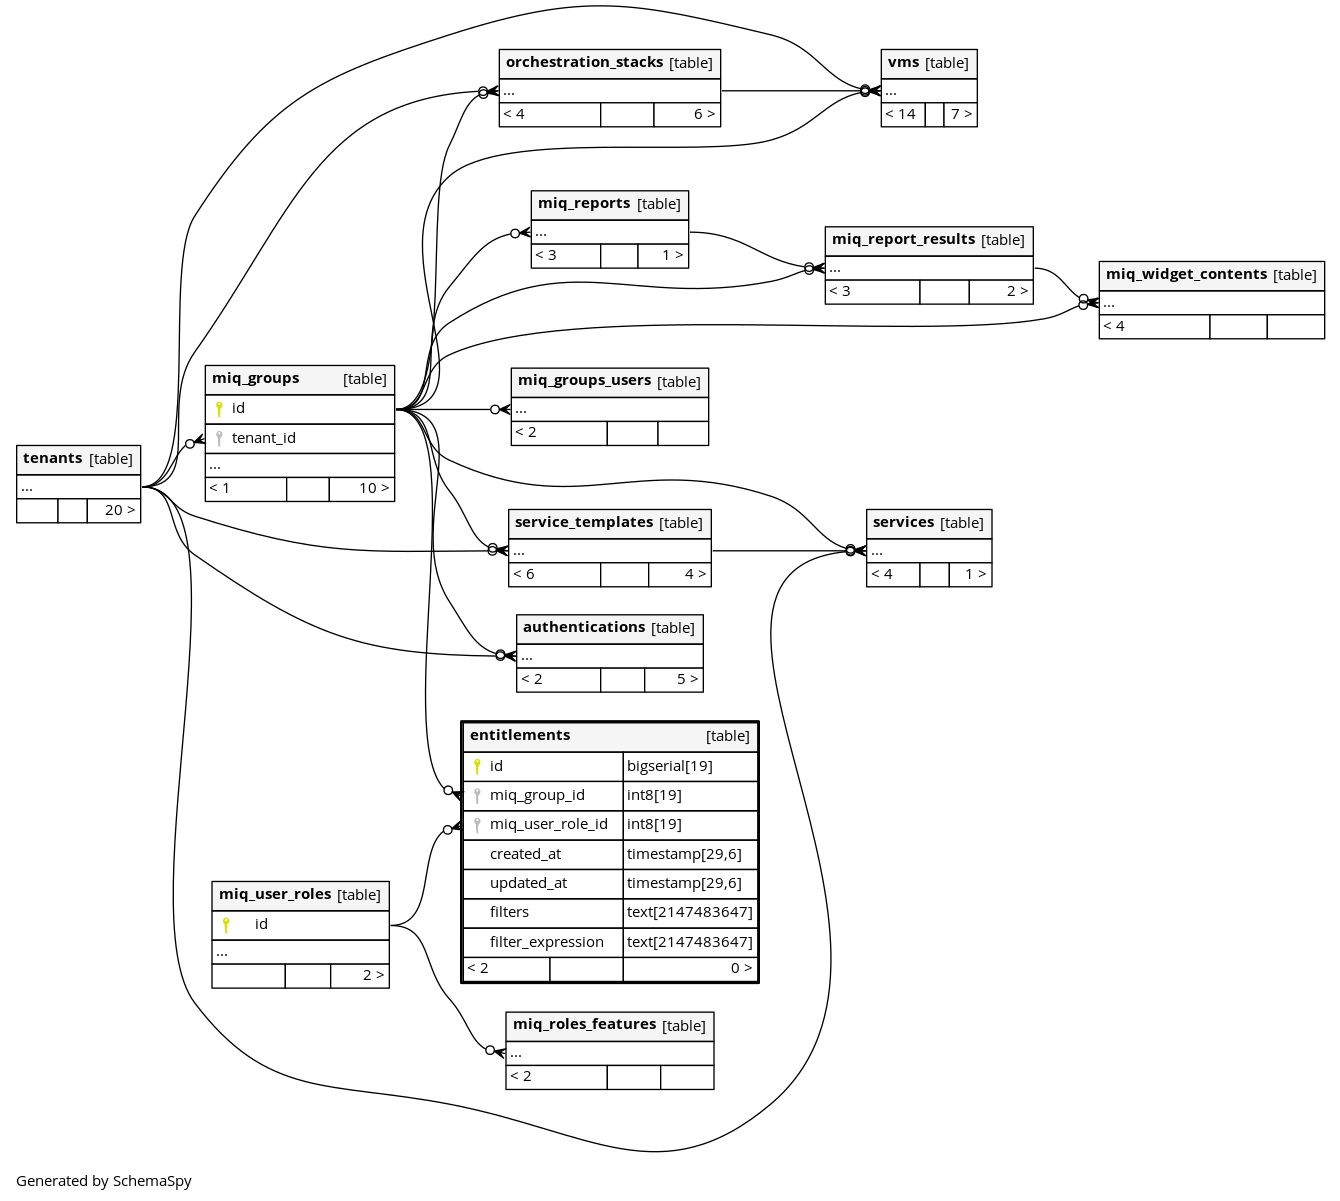 orchestration_stacks [table]
...
< 4 6 >
vms [table]
...
< 14 7 >
miq_reports [table]
...
< 3 1 >
miq_report_results [table]
...
< 3 2 >
miq_widget_contents [table]
...
< 4
miq_groups [table]
id
tenant_id
...
< 1 10 >
miq_groups_users [table]
...
< 2
tenants [table]
...
20 >
service_templates [table]
...
< 6 4 >
services [table]
...
< 4 1 >
authentications [table]
...
< 2 5 >
entitlements [table]
id bigserial[19]
miq_group_id int8[19]
miq_user_role_id int8[19]
created_at timestamp[29,6]
updated_at timestamp[29,6]
filters text[2147483647]
filter_expression text[2147483647]
< 2 0 >
miq_user_roles [table]
id
...
2 >
miq_roles_features [table]
...
< 2
Generated by SchemaSpy